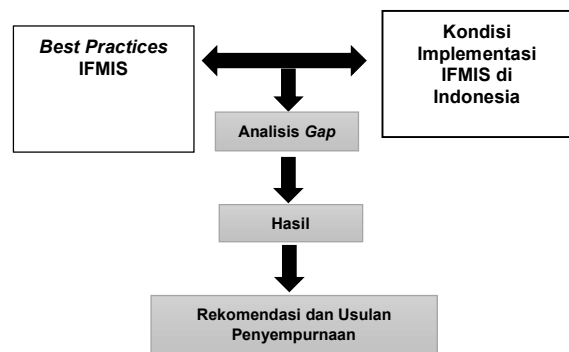 Best Practices
IFMIS
Kondisi
Implementasi
IFMIS di
Indonesia
Analisis Gap
Hasil
Rekomendasi dan Usulan
Penyempurnaan